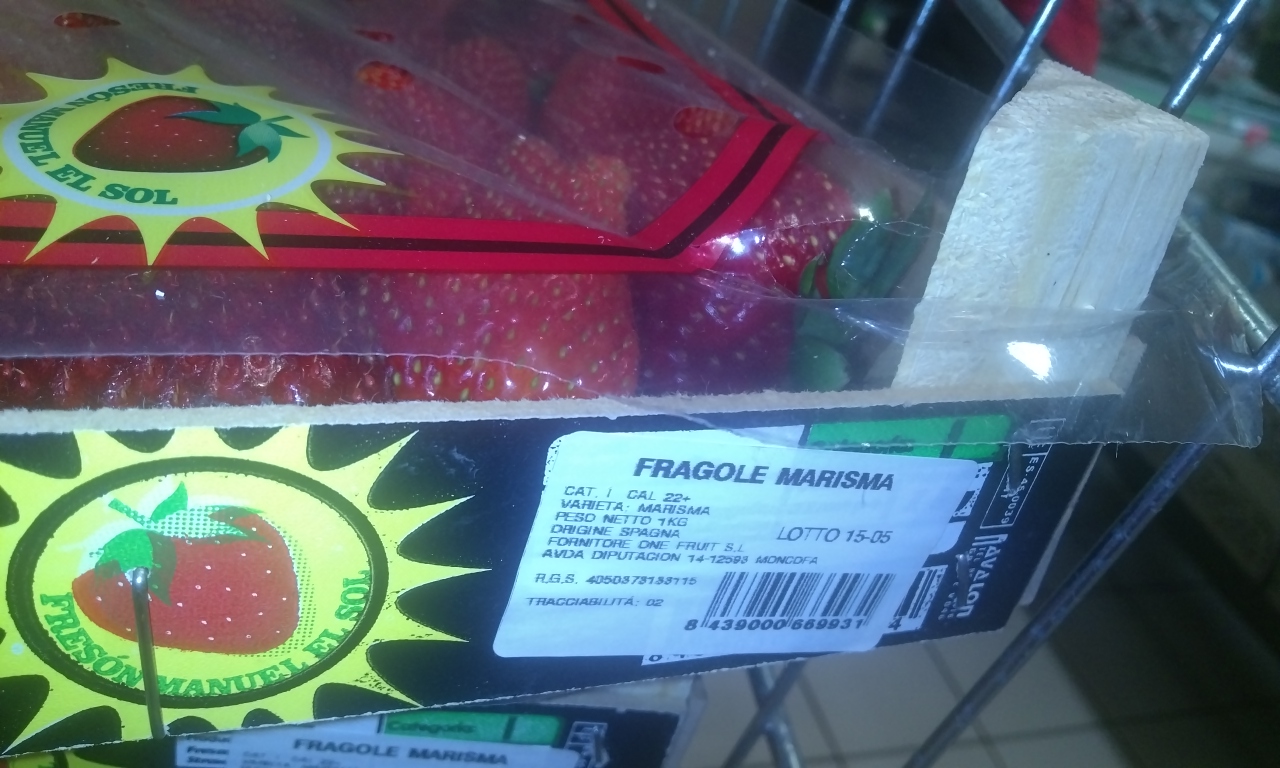 FRESÓN MANUEL EL SOL
FRAGOLE MARISMA
CAT. I CAL 22+
VARIETA: MARISMA
PESO NETTO 1KG
ORIGINE SPAGNA
LOTTO 15-05
FORNITORE ONE FRUIT S.L
AVDA DIPUTACION 14-12593 MONCOFA
R.G.S. 4050373133115
TRACCIABILITÁ: 02
8 439000 669931
FRESÓN MANUEL EL SOL
Categoría
FRAGOLE MARISMA